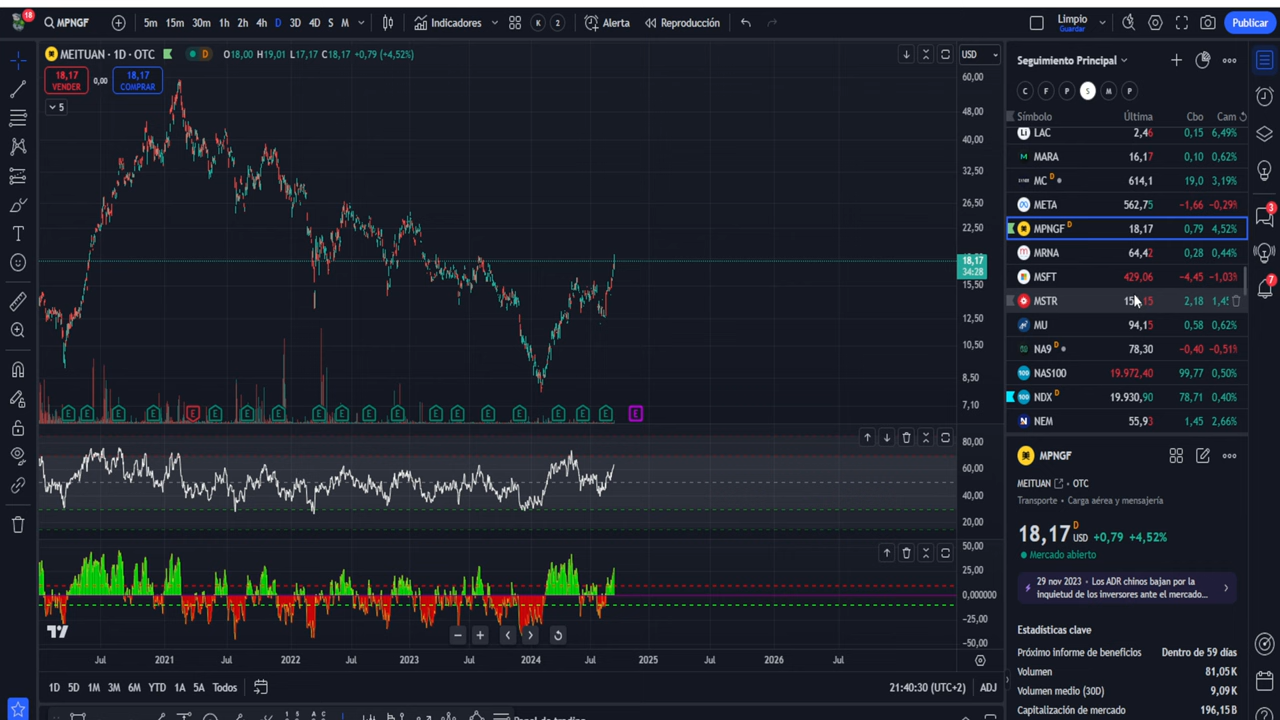 18
MPNGF
5m 15m 30m 1h 2h 4h D 3D 4D S M
Indicadores
K 2
Alerta
Reproducción
Limpio
Guardar
Publicar
MEITUAN · 1D · OTC
D
O18,00 H19,01 L17,17 C18,17 +0,79 (+4,52%)
USD
18,17
VENDER
0,00
18,17
COMPRAR
5
60,00
48,00
40,00
32,50
26,50
22,50
18,17
34:28
15,50
12,50
10,50
8,50
7,10
E E E E E E E E E E E E E E E E E E
80,00
60,00
40,00
20,00
50,00
25,00
0,000000
−25,00
−50,00
Jul 2021 Jul 2022 Jul 2023 Jul 2024 Jul 2025 Jul 2026 Jul
1D 5D 1M 3M 6M YTD 1A 5A Todos
21:40:30 (UTC+2)
ADJ
Seguimiento Principal
C F P S M P
Símbolo Última Cbo Cam
LAC 2,46 0,15 6,49%
MARA 16,17 0,10 0,62%
MC D 614,1 19,0 3,19%
META 562,75 −1,66 −0,29%
MPNGF D 18,17 0,79 4,52%
MRNA 64,42 0,28 0,44%
MSFT 429,06 −4,45 −1,03%
MSTR 2,18
MU 94,15 0,58 0,62%
NA9 D 78,30 −0,40 −0,51%
NAS100 19.972,40 99,77 0,50%
NDX D 19.930,90 78,71 0,40%
NEM 55,93 1,45 2,66%
MPNGF
MEITUAN · OTC
Transporte · Carga aérea y mensajería
18,17 D USD +0,79 +4,52%
Mercado abierto
29 nov 2023 · Los ADR chinos bajan por la
inquietud de los inversores ante el mercado...
Estadísticas clave
Próximo informe de beneficios Dentro de 59 días
Volumen 81,05 K
Volumen medio (30D) 9,09 K
Capitalización de mercado 196,15 B
3
7